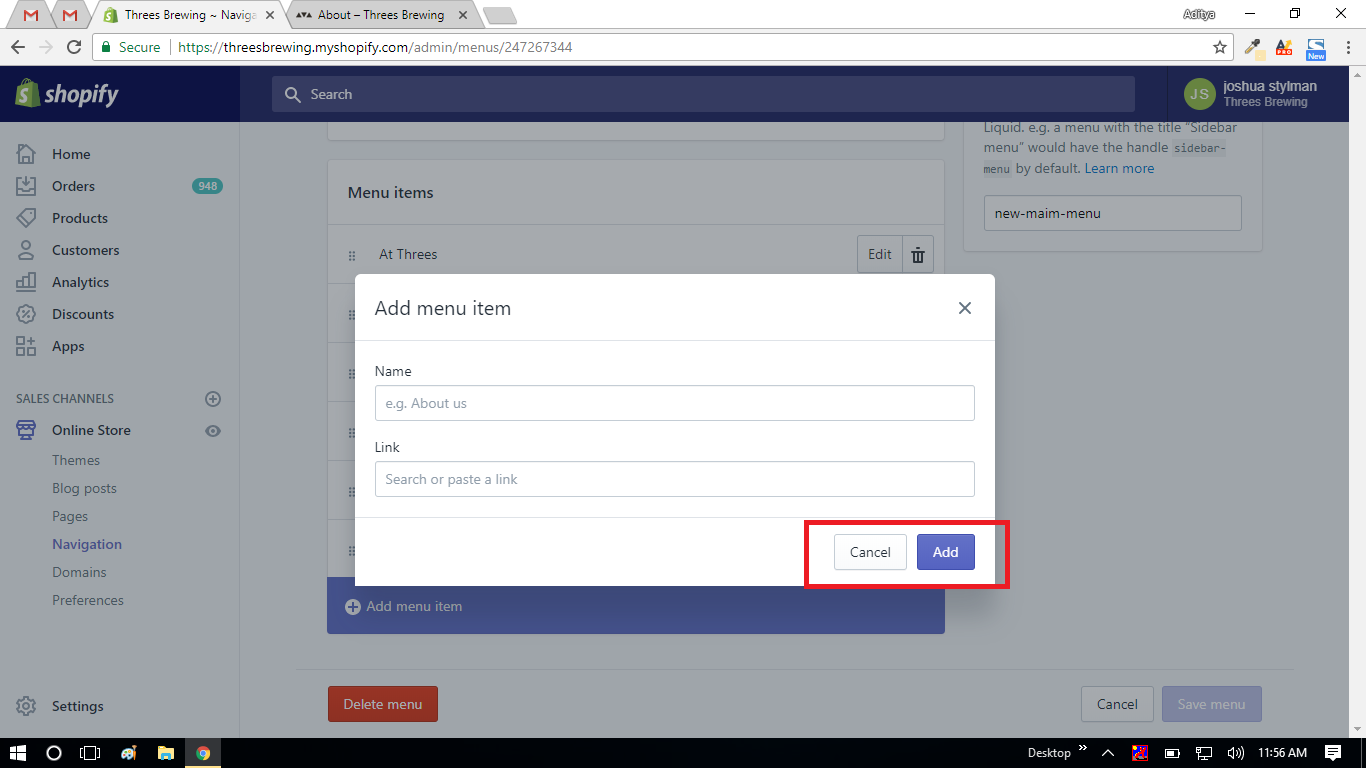 Threes Brewing ~ Naviga
About – Threes Brewing
Aditya
Secure
https://threesbrewing.myshopify.com/admin/menus/247267344
New
shopify
Search
JS
joshua stylman
Threes Brewing
Home
Orders
948
Products
Customers
Analytics
Discounts
Apps
SALES CHANNELS
Online Store
Themes
Blog posts
Pages
Navigation
Domains
Preferences
Settings
Liquid. e.g. a menu with the title "Sidebar
menu" would have the handle sidebar-
menu by default. Learn more
new-maim-menu
Menu items
At Threes
Edit
Add menu item
Name
e.g. About us
Link
Search or paste a link
Cancel
Add
Add menu item
Delete menu
Cancel
Save menu
Desktop
11:56 AM